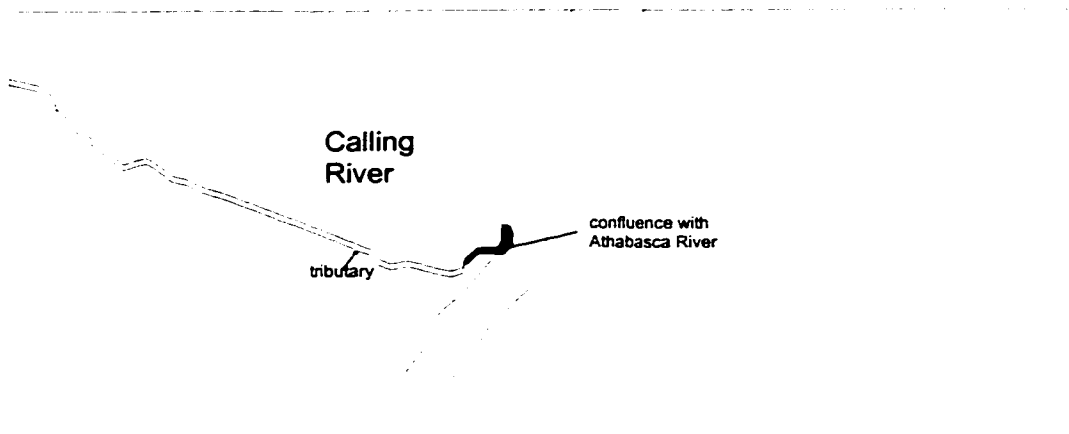 Calling
River
confluence with
Athabasca River
tributary